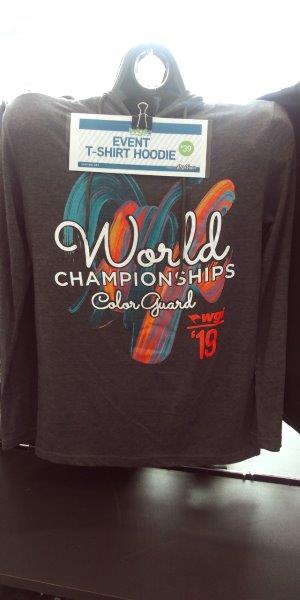 EVENT
T-SHIRT HOODIE
$39
World
CHAMPIONSHIPS
Color Guard
wgi
'19